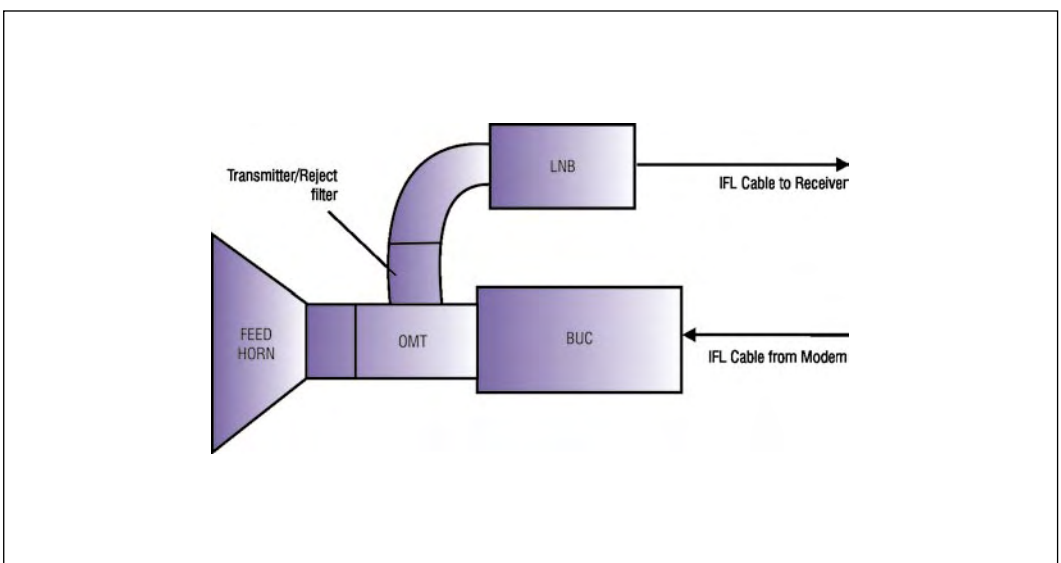 LNB
Transmitter/Reject
filter
IFL Cable to Receiver
FEED
HORN
OMT
BUC
IFL Cable from Modem